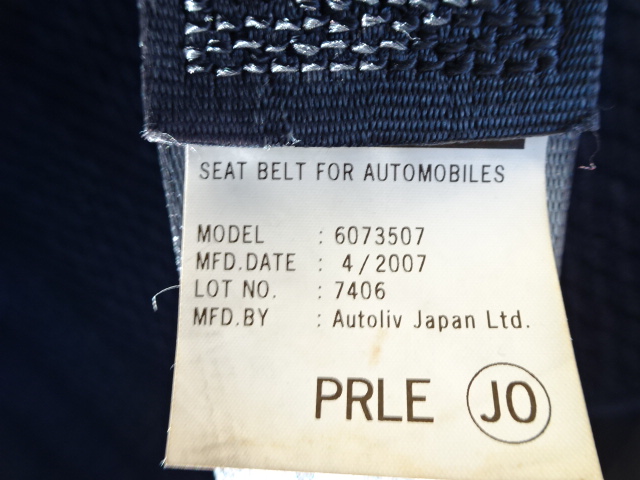 SEAT BELT FOR AUTOMOBILES
MODEL : 6073507
MFD.DATE : 4/2007
LOT NO. : 7406
MFD.BY : Autoliv Japan Ltd.
PRLE JO